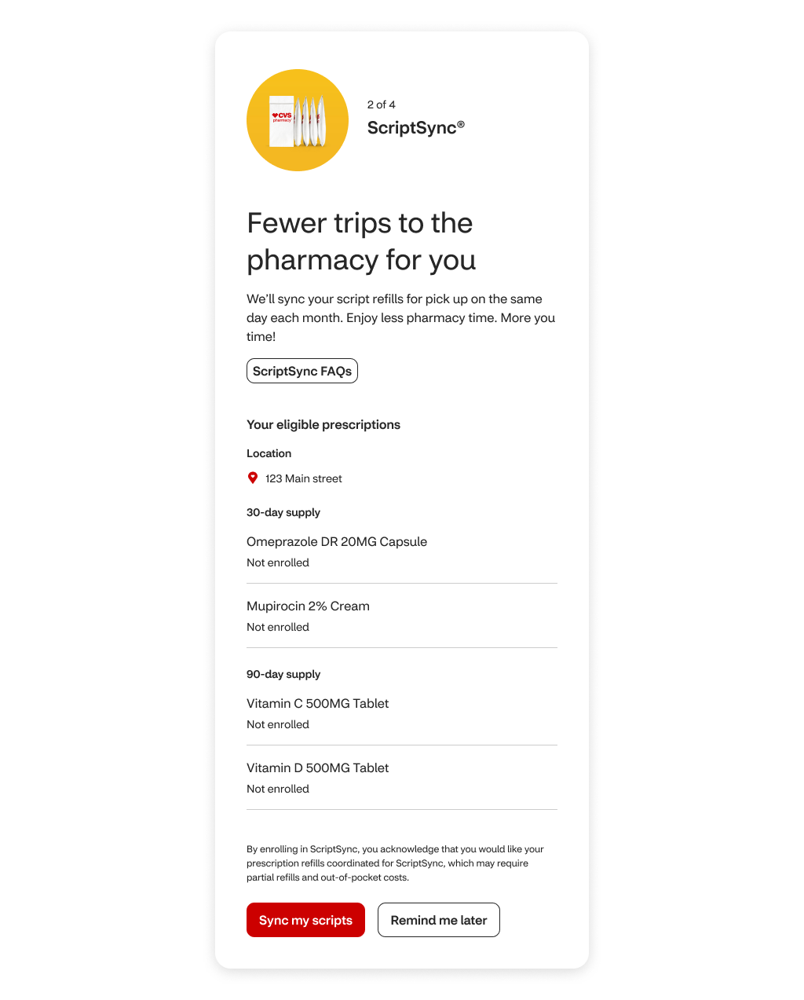 CVS
pharmacy
2 of 4
ScriptSync®
Fewer trips to the
pharmacy for you
We’ll sync your script refills for pick up on the same
day each month. Enjoy less pharmacy time. More you
time!
ScriptSync FAQs
Your eligible prescriptions
Location
123 Main street
30-day supply
Omeprazole DR 20MG Capsule
Not enrolled
Mupirocin 2% Cream
Not enrolled
90-day supply
Vitamin C 500MG Tablet
Not enrolled
Vitamin D 500MG Tablet
Not enrolled
By enrolling in ScriptSync, you acknowledge that you would like your
prescription refills coordinated for ScriptSync, which may require
partial refills and out-of-pocket costs.
Sync my scripts
Remind me later